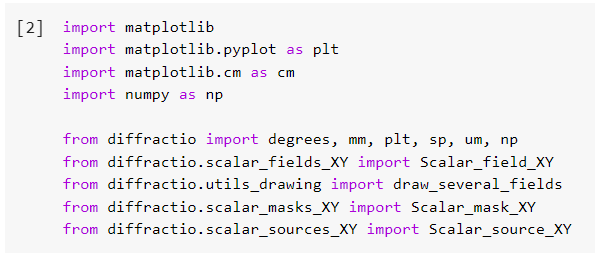 [2] import matplotlib
import matplotlib.pyplot as plt
import matplotlib.cm as cm
import numpy as np

from diffractio import degrees, mm, plt, sp, um, np
from diffractio.scalar_fields_XY import Scalar_field_XY
from diffractio.utils_drawing import draw_several_fields
from diffractio.scalar_masks_XY import Scalar_mask_XY
from diffractio.scalar_sources_XY import Scalar_source_XY